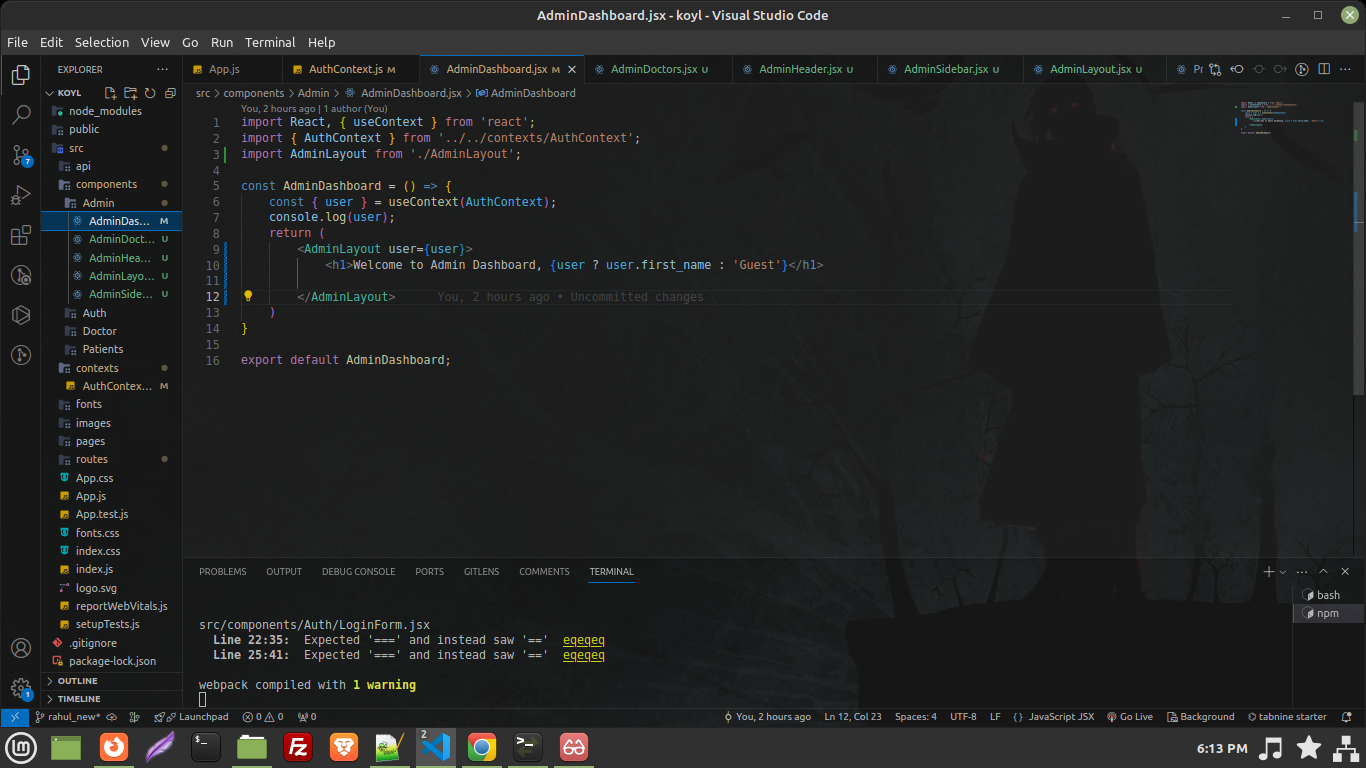 AdminDashboard.jsx - koyl - Visual Studio Code
File Edit Selection View Go Run Terminal Help
EXPLORER
App.js
AuthContext.js M
AdminDashboard.jsx M
AdminDoctors.jsx U
AdminHeader.jsx U
AdminSidebar.jsx U
AdminLayout.jsx U
Pr
KOYL
node_modules
public
src
api
components
Admin
AdminDas... M
AdminDoct... U
AdminHea... U
AdminLayo... U
AdminSide... U
Auth
Doctor
Patients
contexts
AuthContex... M
fonts
images
pages
routes
App.css
App.js
App.test.js
fonts.css
index.css
index.js
logo.svg
reportWebVitals.js
setupTests.js
.gitignore
package-lock.json
OUTLINE
TIMELINE
7
1
src > components > Admin > AdminDashboard.jsx > AdminDashboard
You, 2 hours ago | 1 author (You)
1 import React, { useContext } from 'react';
2 import { AuthContext } from '../../contexts/AuthContext';
3 import AdminLayout from './AdminLayout';
4
5 const AdminDashboard = () => {
6 const { user } = useContext(AuthContext);
7 console.log(user);
8 return (
9 <AdminLayout user={user}>
10 <h1>Welcome to Admin Dashboard, {user ? user.first_name : 'Guest'}</h1>
11
12 </AdminLayout> You, 2 hours ago • Uncommitted changes
13 )
14 }
15
16 export default AdminDashboard;
PROBLEMS OUTPUT DEBUG CONSOLE PORTS GITLENS COMMENTS TERMINAL
bash
npm
src/components/Auth/LoginForm.jsx
Line 22:35: Expected '===' and instead saw '==' eqeqeq
Line 25:41: Expected '===' and instead saw '==' eqeqeq
webpack compiled with 1 warning
rahul_new* Launchpad 0 0 0 You, 2 hours ago Ln 12, Col 23 Spaces: 4 UTF-8 LF {} JavaScript JSX Go Live Background tabnine starter
2
6:13 PM